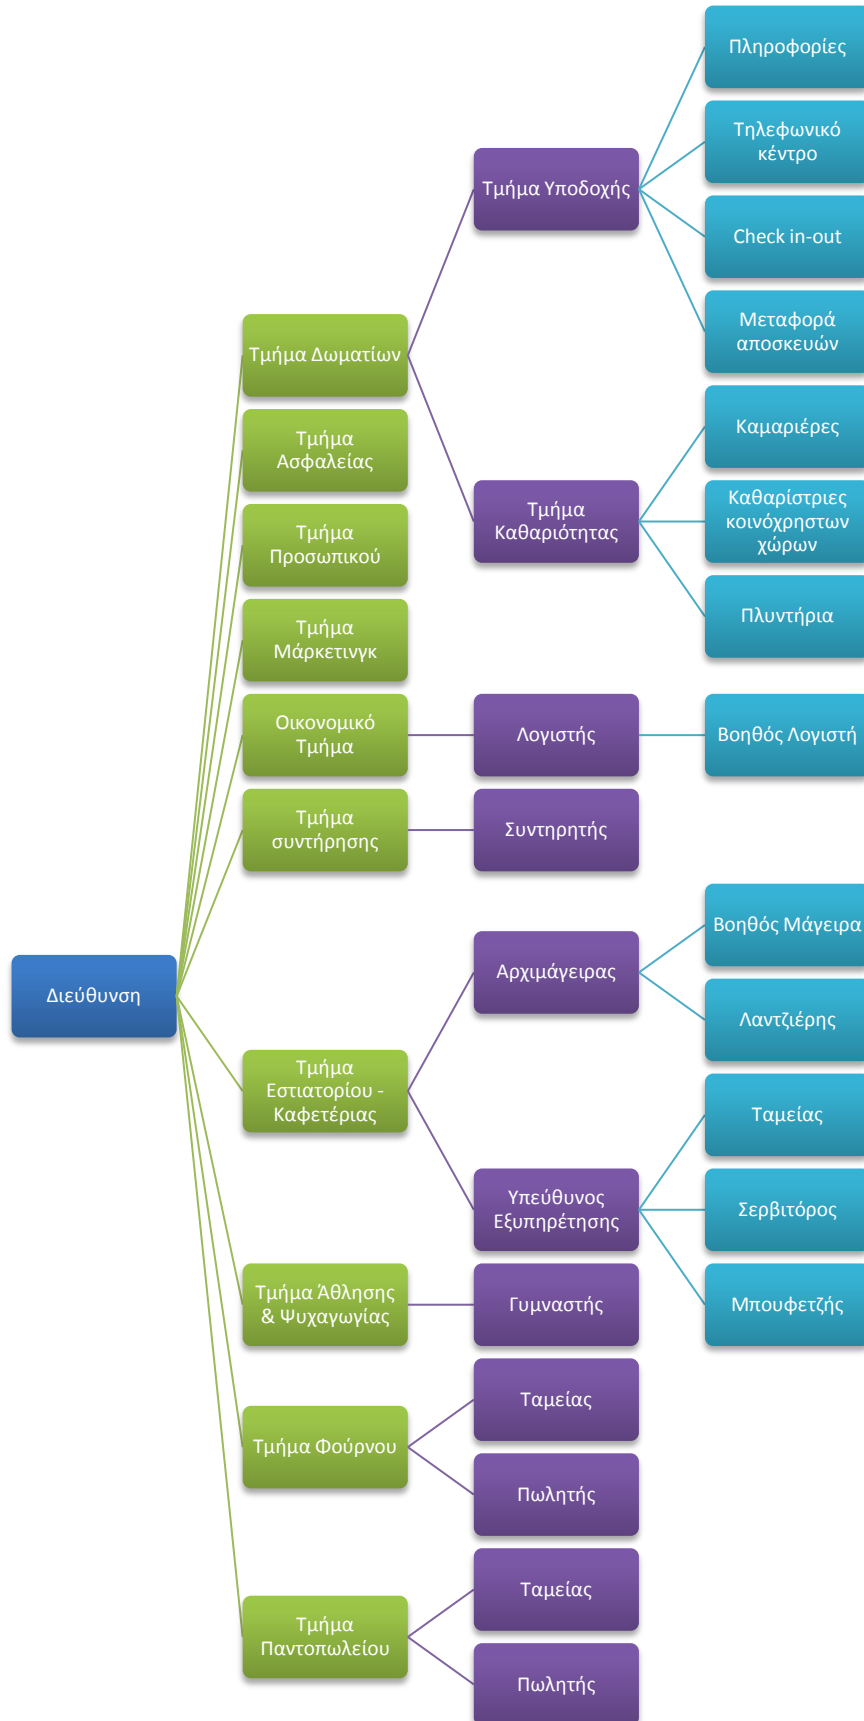 Πληροφορίες
Τηλεφωνικό
κέντρο
Τμήμα Υποδοχής
Check in-out
Μεταφορά
αποσκευών
Τμήμα Δωματίων
Καμαριέρες
Τμήμα
Ασφαλείας
Τμήμα
Καθαριότητας
Καθαρίστριες
κοινόχρηστων
χώρων
Τμήμα
Προσωπικού
Πλυντήρια
Τμήμα
Μάρκετινγκ
Οικονομικό
Τμήμα
Λογιστής
Βοηθός Λογιστή
Τμήμα
συντήρησης
Συντηρητής
Βοηθός Μάγειρα
Αρχιμάγειρας
Διεύθυνση
Λαντζιέρης
Τμήμα
Εστιατορίου -
Καφετέριας
Ταμείας
Υπεύθυνος
Εξυπηρέτησης
Σερβιτόρος
Τμήμα Άθλησης
& Ψυχαγωγίας
Γυμναστής
Μπουφετζής
Ταμείας
Τμήμα Φούρνου
Πωλητής
Ταμείας
Τμήμα
Παντοπωλείου
Πωλητής